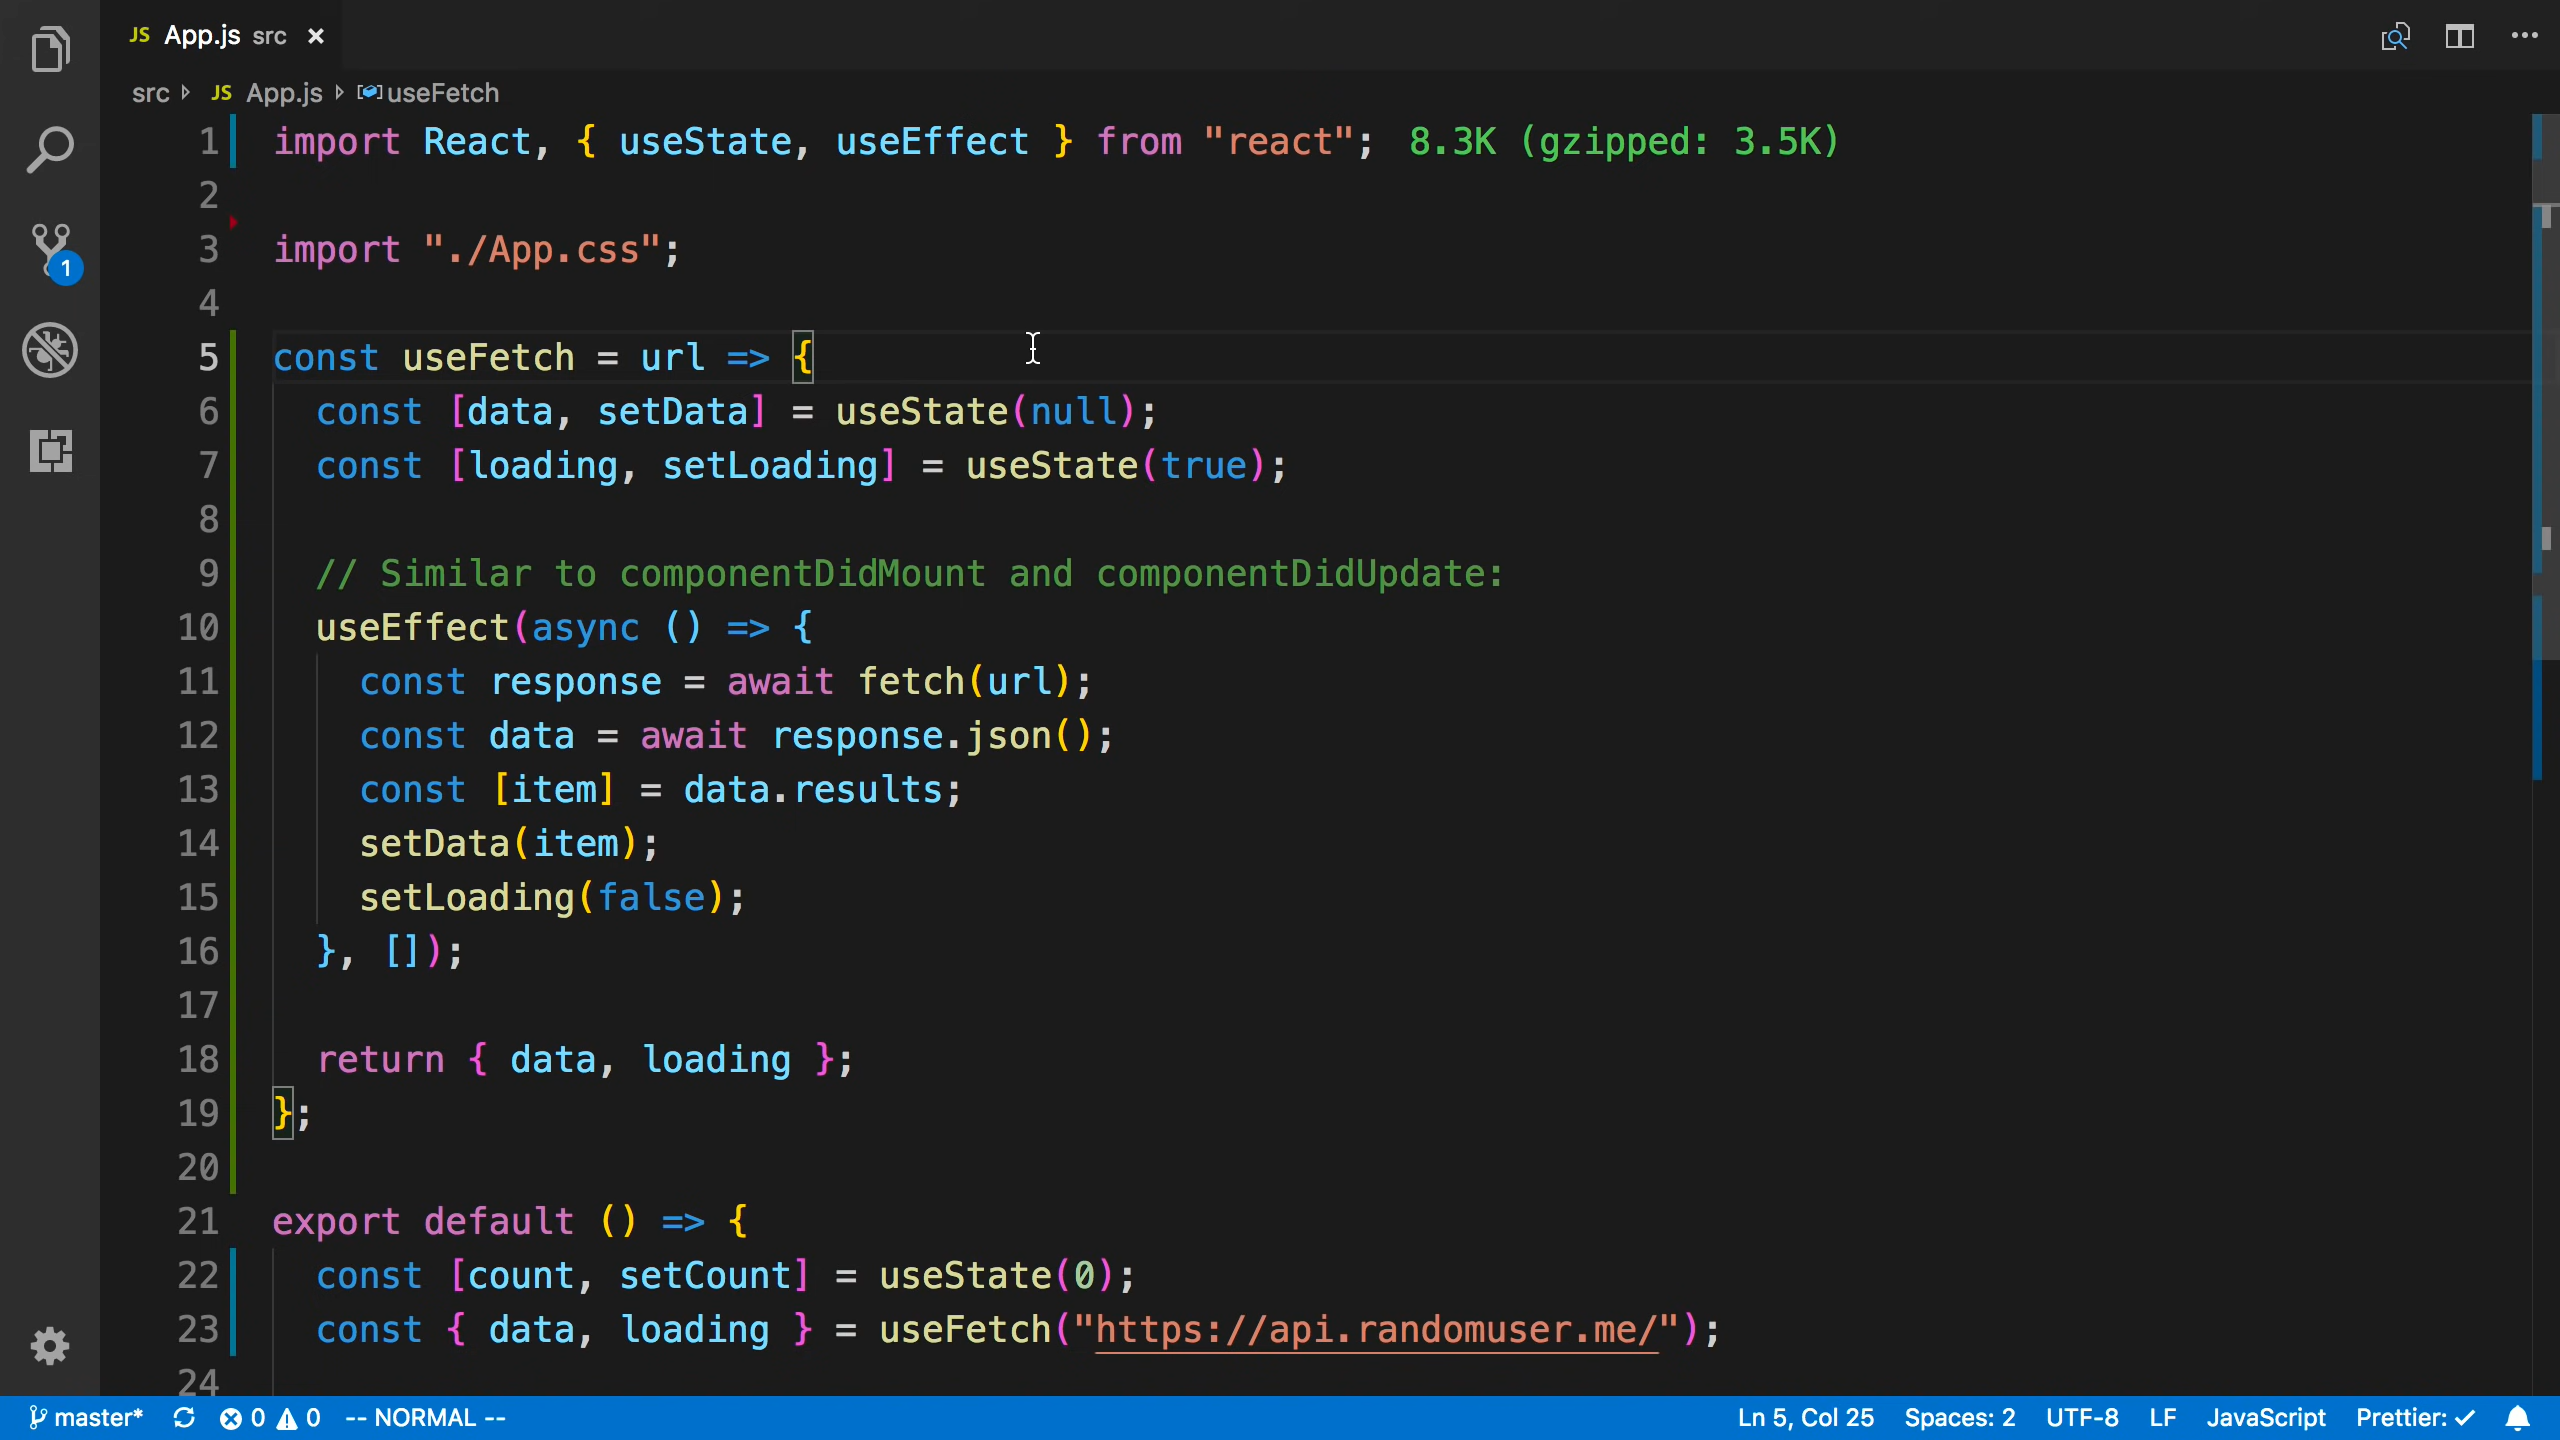 JS App.js src ×
src JS App.js useFetch
1 import React, { useState, useEffect } from "react"; 8.3K (gzipped: 3.5K)
2
3 import "./App.css";
4
5 const useFetch = url => {
6 const [data, setData] = useState(null);
7 const [loading, setLoading] = useState(true);
8
9 // Similar to componentDidMount and componentDidUpdate:
10 useEffect(async () => {
11 const response = await fetch(url);
12 const data = await response.json();
13 const [item] = data.results;
14 setData(item);
15 setLoading(false);
16 }, []);
17
18 return { data, loading };
19 };
20
21 export default () => {
22 const [count, setCount] = useState(0);
23 const { data, loading } = useFetch("https://api.randomuser.me/");
24
1
master* 0 0 -- NORMAL -- Ln 5, Col 25 Spaces: 2 UTF-8 LF JavaScript Prettier: ✓